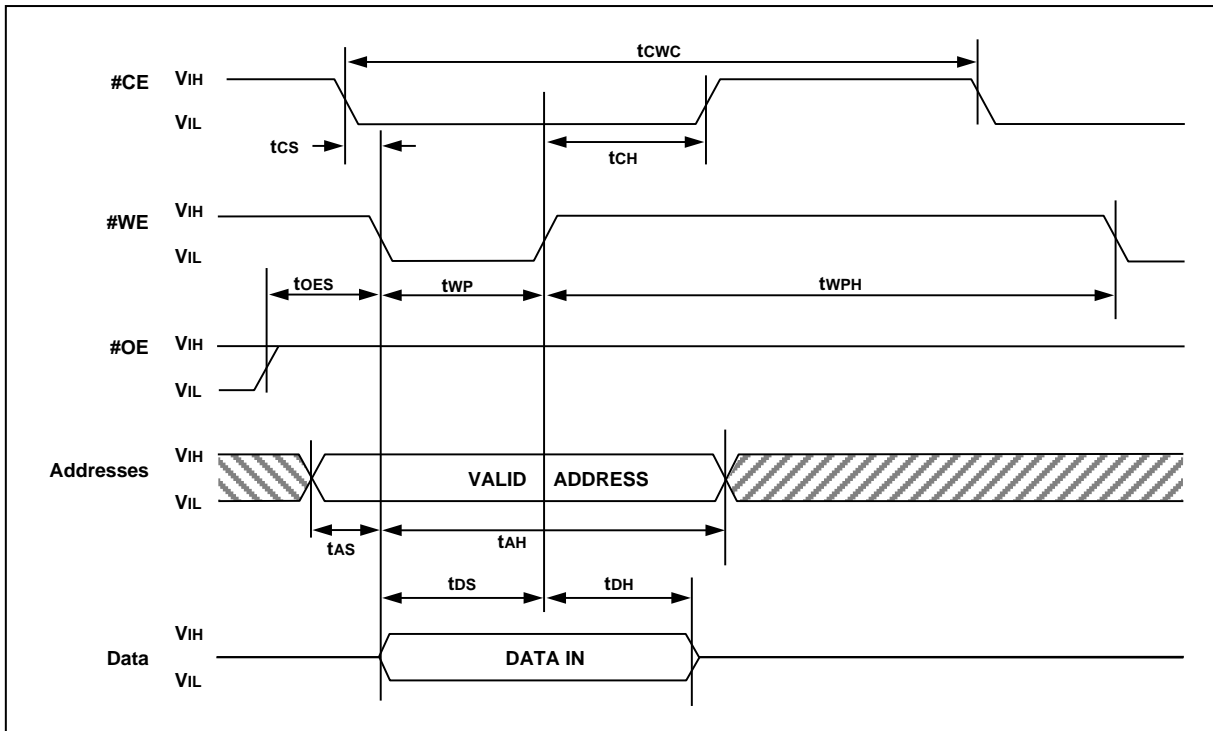 tCWC
#CE
VIH
VIL
tCS
tCH
#WE
VIH
VIL
tOES
tWP
tWPH
#OE
VIH
VIL
Addresses
VIH
VIL
VALID ADDRESS
tAS
tAH
tDS
tDH
Data
VIH
VIL
DATA IN